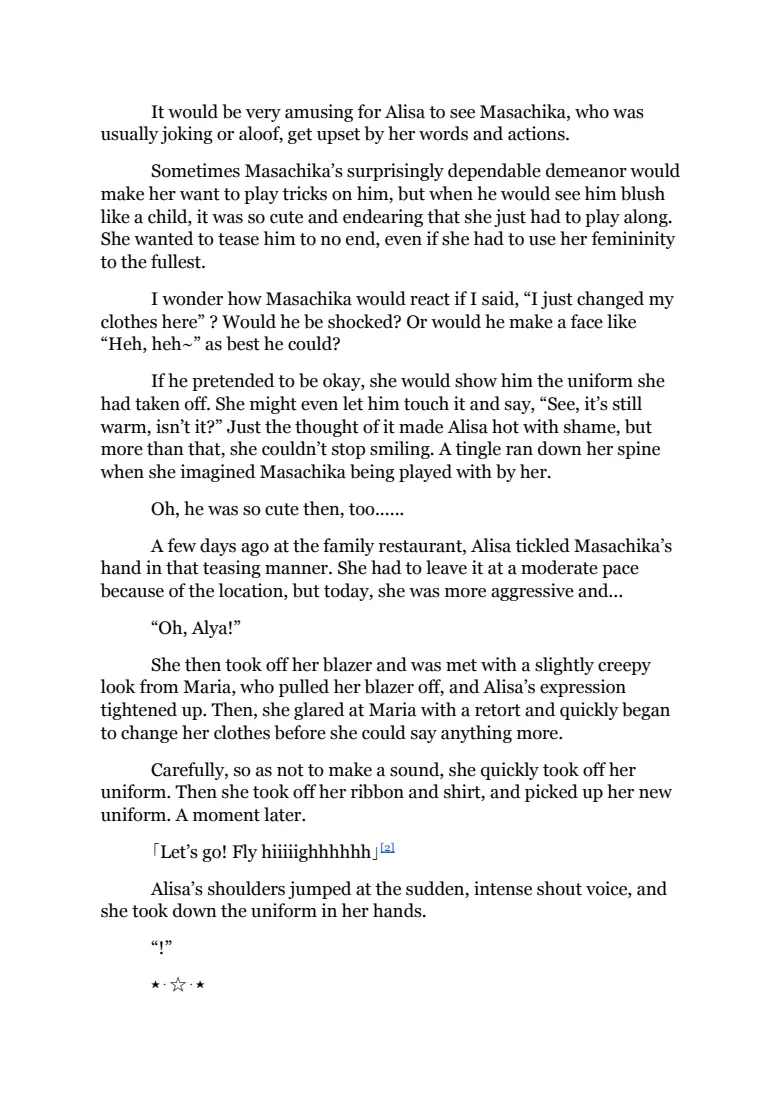 It would be very amusing for Alisa to see Masachika, who was
usually joking or aloof, get upset by her words and actions.
Sometimes Masachika’s surprisingly dependable demeanor would
make her want to play tricks on him, but when he would see him blush
like a child, it was so cute and endearing that she just had to play along.
She wanted to tease him to no end, even if she had to use her femininity
to the fullest.
I wonder how Masachika would react if I said, “I just changed my
clothes here” ? Would he be shocked? Or would he make a face like
“Heh, heh~” as best he could?
If he pretended to be okay, she would show him the uniform she
had taken off. She might even let him touch it and say, “See, it’s still
warm, isn’t it?” Just the thought of it made Alisa hot with shame, but
more than that, she couldn’t stop smiling. A tingle ran down her spine
when she imagined Masachika being played with by her.
Oh, he was so cute then, too......
A few days ago at the family restaurant, Alisa tickled Masachika’s
hand in that teasing manner. She had to leave it at a moderate pace
because of the location, but today, she was more aggressive and...
“Oh, Alya!”
She then took off her blazer and was met with a slightly creepy
look from Maria, who pulled her blazer off, and Alisa’s expression
tightened up. Then, she glared at Maria with a retort and quickly began
to change her clothes before she could say anything more.
Carefully, so as not to make a sound, she quickly took off her
uniform. Then she took off her ribbon and shirt, and picked up her new
uniform. A moment later.
「Let’s go! Fly hiiiiighhhhhh」[2]
Alisa’s shoulders jumped at the sudden, intense shout voice, and
she took down the uniform in her hands.
“!”
⋆·☆·⋆